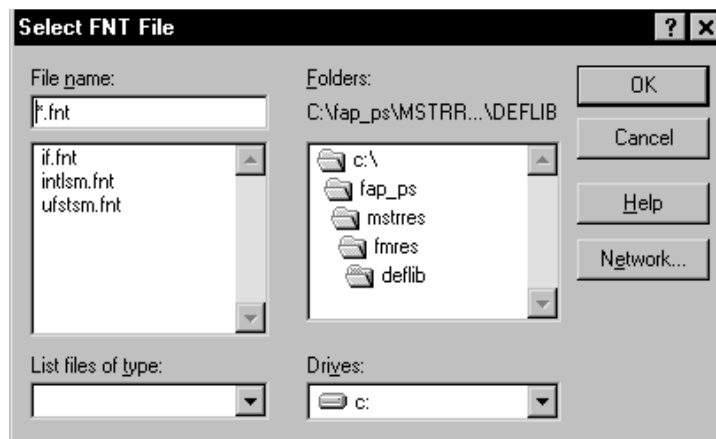 Select FNT File
File name:
*.fnt
if.fnt
intlsm.fnt
ufstsm.fnt
List files of type:
Folders:
C:\fap_ps\MSTRR...\DEFLIB
c:\
fap_ps
mstrres
fmres
deflib
Drives:
c:
OK
Cancel
Help
Network...